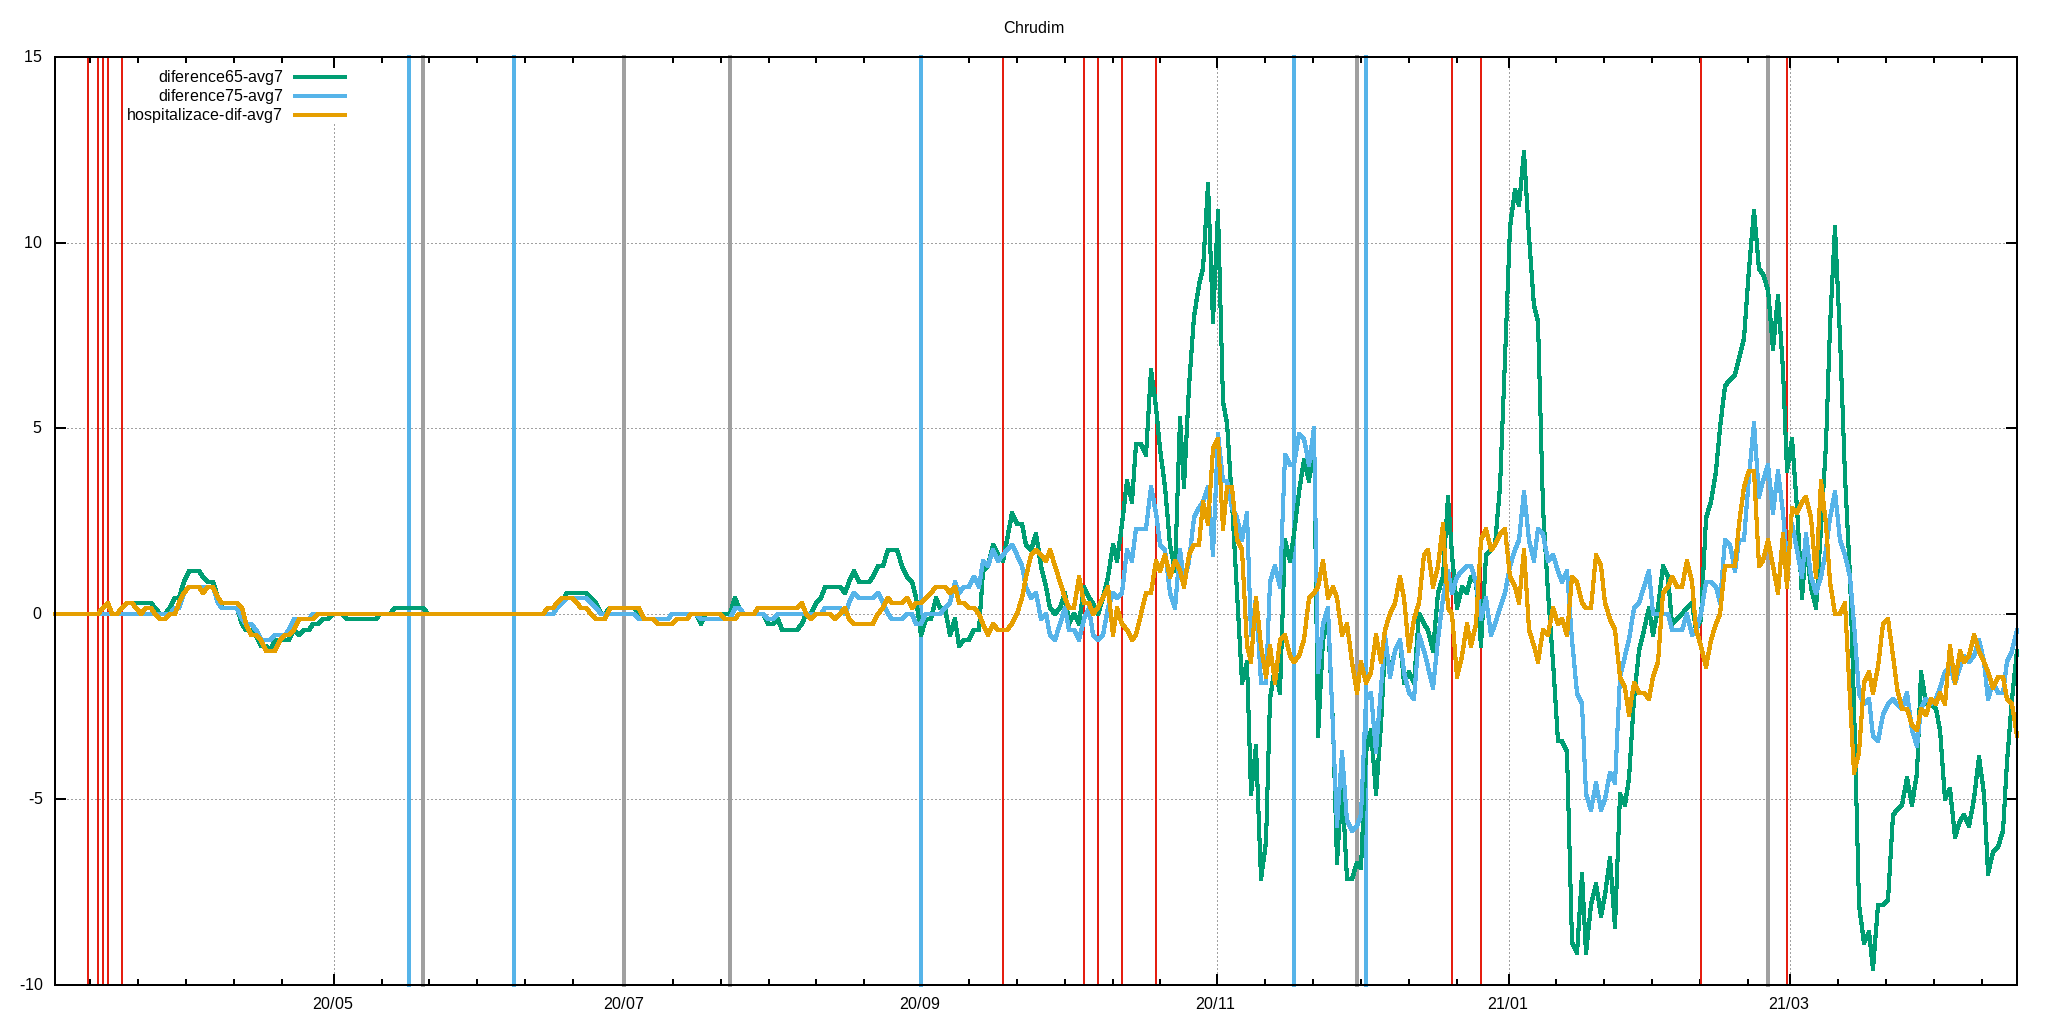 Chrudim
15
diference65-avg7
diference75-avg7
hospitalizace-dif-avg7
10
5
0
-5
-10
20/05 20/07 20/09 20/11 21/01 21/03